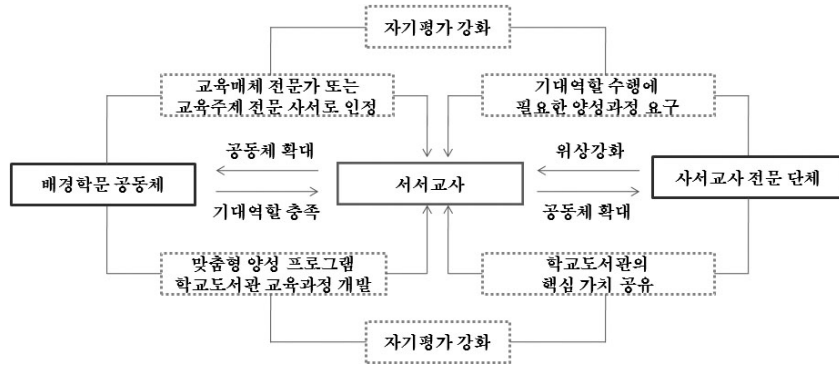 자기평가 강화
교육매체 전문가 또는
교육주제 전문 사서로 인정
기대역할 수행에
필요한 양성과정 요구
공동체 확대
위상강화
배경학문 공동체
서서교사
사서교사 전문 단체
기대역할 충족
공동체 확대
맞춤형 양성 프로그램
학교도서관 교육과정 개발
학교도서관의
핵심 가치 공유
자기평가 강화